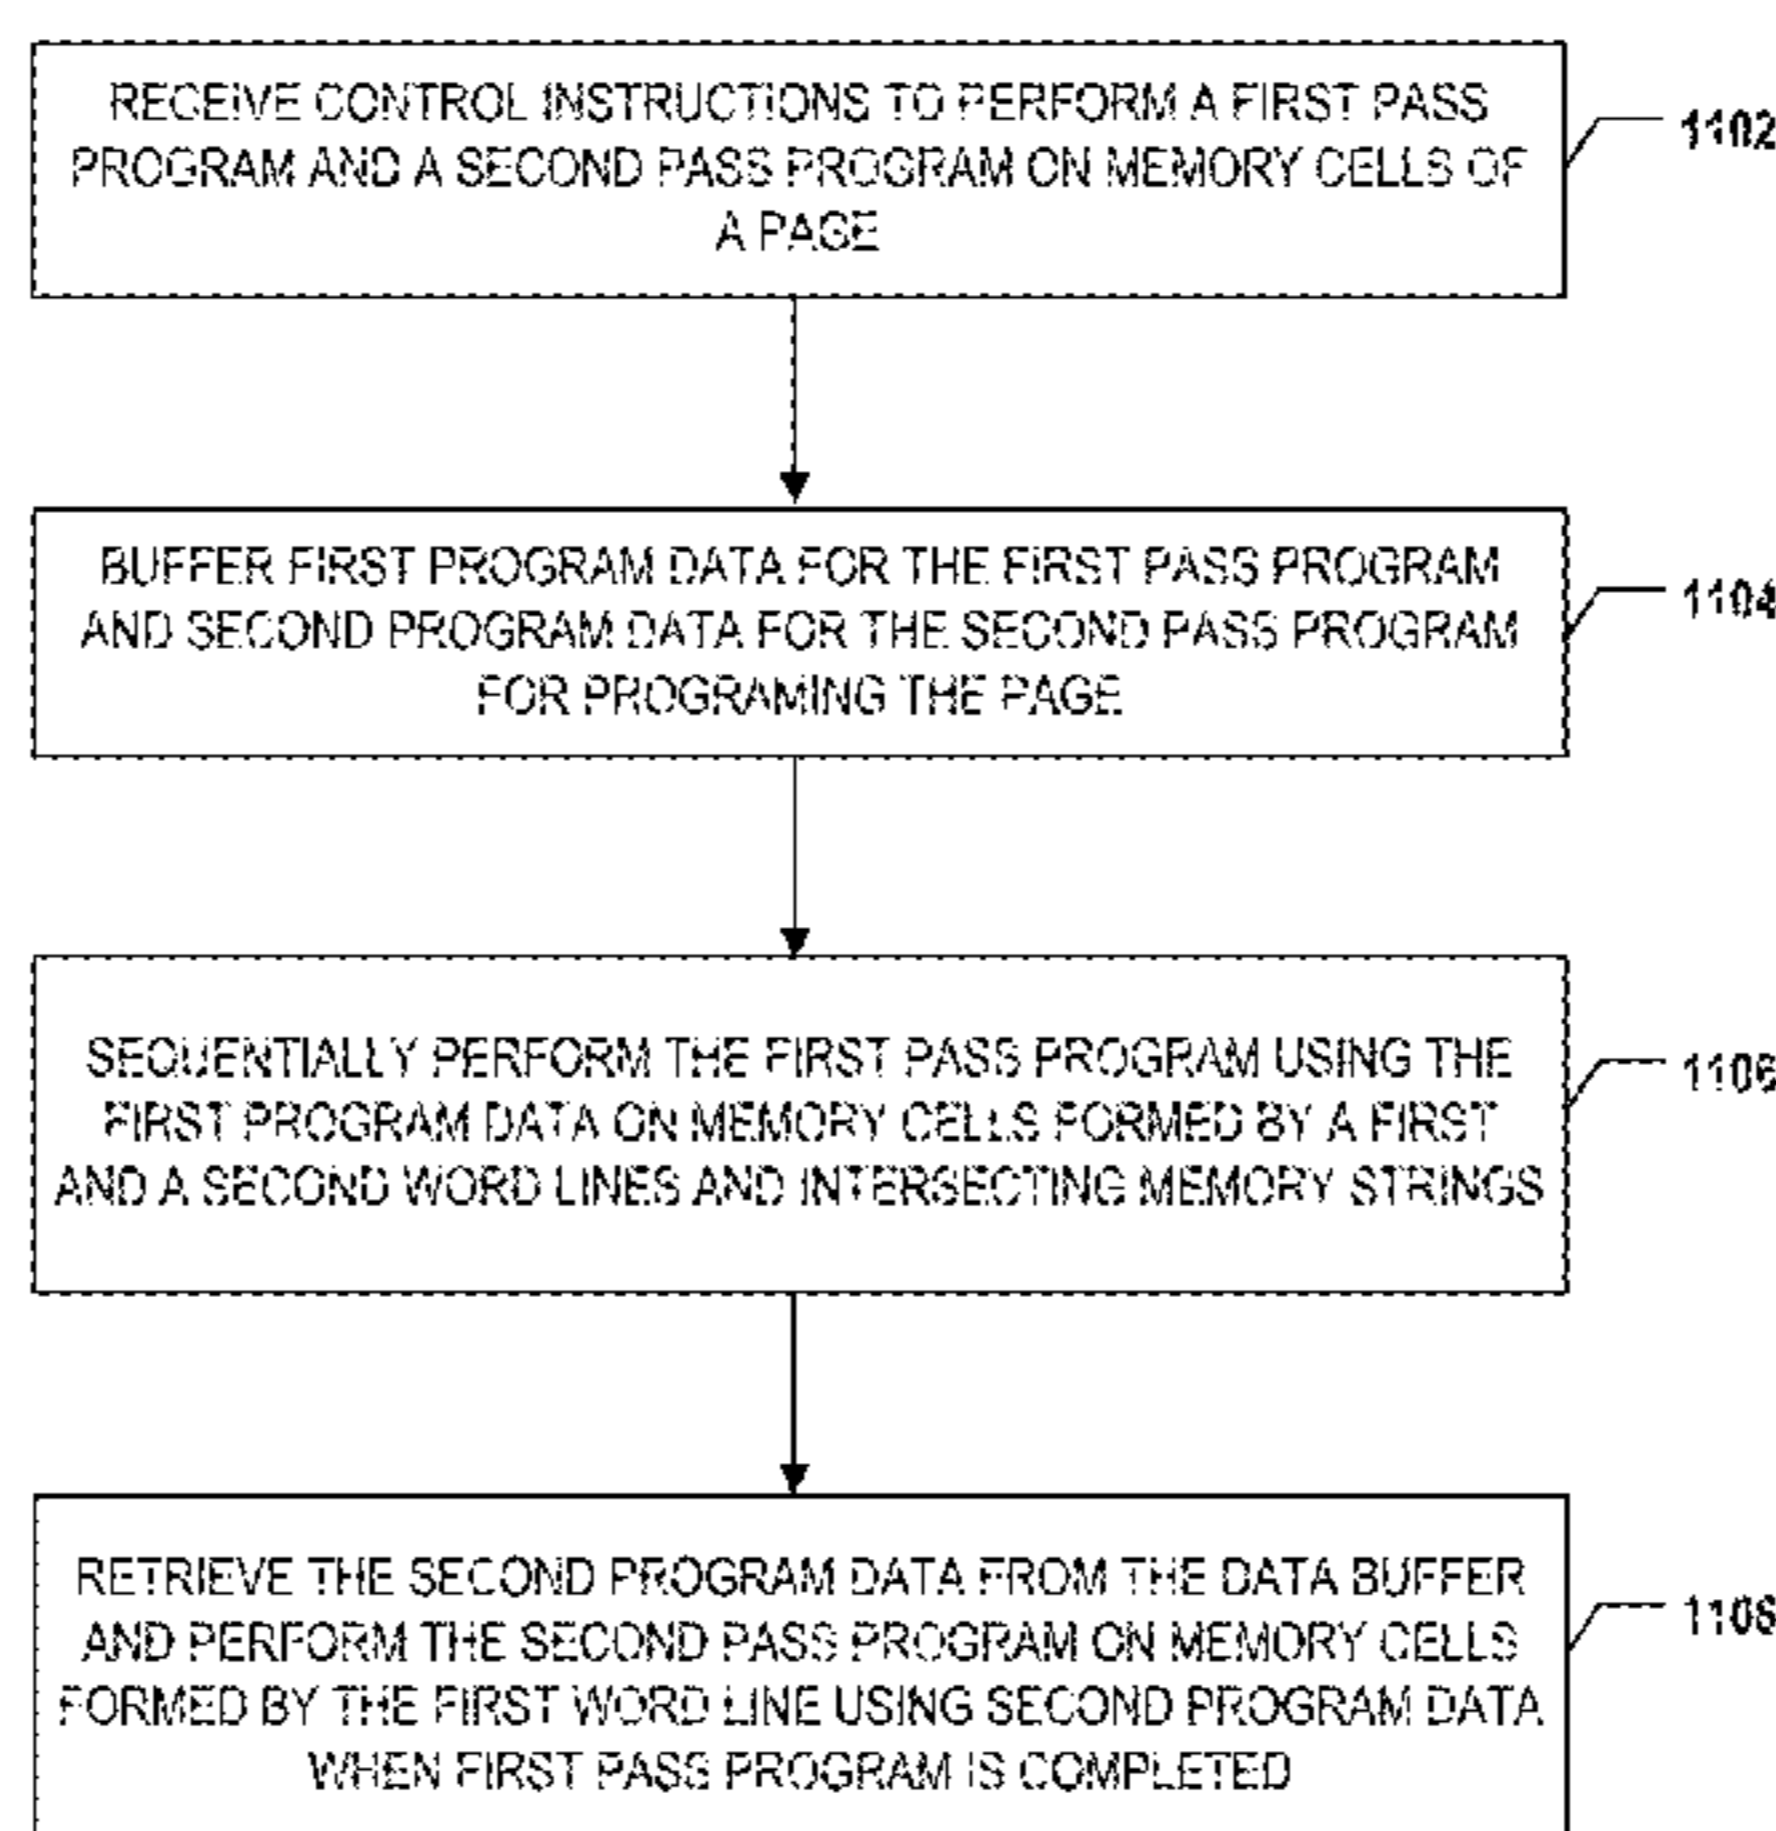 RECEIVE CONTROL INSTRUCTIONS TO PERFORM A FIRST PASS
PROGRAM AND A SECOND PASS PROGRAM ON MEMORY CELLS OF
A PAGE
1102
BUFFER FIRST PROGRAM DATA FOR THE FIRST PASS PROGRAM
AND SECOND PROGRAM DATA FOR THE SECOND PASS PROGRAM
FOR PROGRAMING THE PAGE
1104
SEQUENTIALLY PERFORM THE FIRST PASS PROGRAM USING THE
FIRST PROGRAM DATA ON MEMORY CELLS FORMED BY A FIRST
AND A SECOND WORD LINES AND INTERSECTING MEMORY STRINGS
1106
RETRIEVE THE SECOND PROGRAM DATA FROM THE DATA BUFFER
AND PERFORM THE SECOND PASS PROGRAM ON MEMORY CELLS
FORMED BY THE FIRST WORD LINE USING SECOND PROGRAM DATA
WHEN FIRST PASS PROGRAM IS COMPLETED
1108